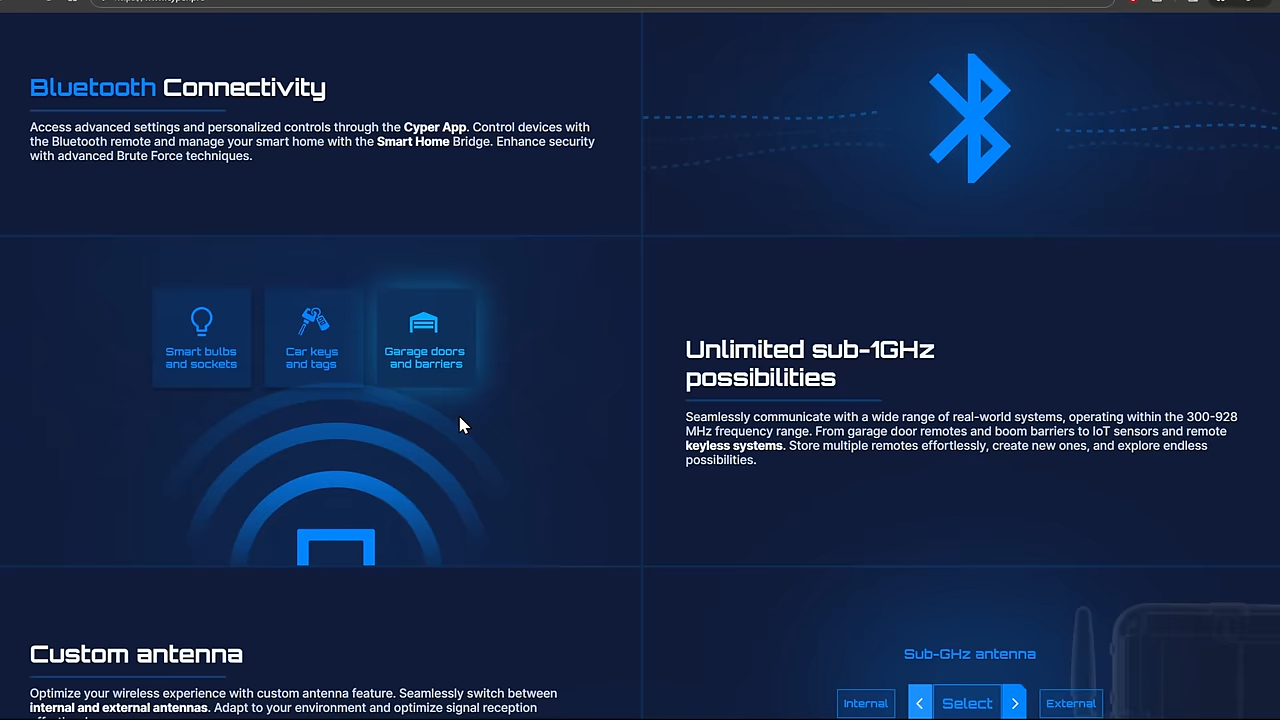 Bluetooth Connectivity
Access advanced settings and personalized controls through the Cyper App. Control devices with
the Bluetooth remote and manage your smart home with the Smart Home Bridge. Enhance security
with advanced Brute Force techniques.
Smart bulbs
and sockets
Car keys
and tags
Garage doors
and barriers
Unlimited sub-1GHz
possibilities
Seamlessly communicate with a wide range of real-world systems, operating within the 300-928
MHz frequency range. From garage door remotes and boom barriers to IoT sensors and remote
keyless systems. Store multiple remotes effortlessly, create new ones, and explore endless
possibilities.
Custom antenna
Optimize your wireless experience with custom antenna feature. Seamlessly switch between
internal and external antennas. Adapt to your environment and optimize signal reception
Sub-GHz antenna
Internal
Select
External